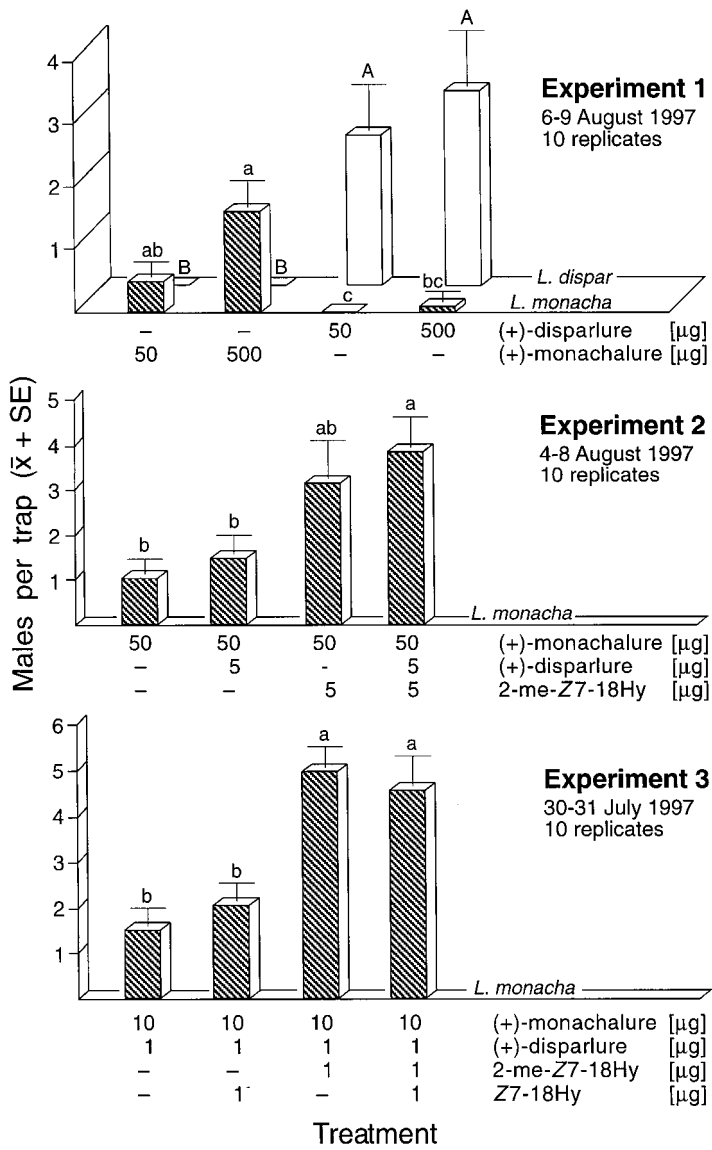 Males per trap (x̄ + SE)
Experiment 1
6-9 August 1997
10 replicates
4
3
2
1
ab
B
a
B
A
c
A
bc
L. dispar
L. monacha
– – 50 500 (+)-disparlure [µg]
50 500 – – (+)-monachalure [µg]
Experiment 2
4-8 August 1997
10 replicates
5
4
3
2
1
b
b
ab
a
L. monacha
50 50 50 50 (+)-monachalure [µg]
– 5 - 5 (+)-disparlure [µg]
– – 5 5 2-me-Z7-18Hy [µg]
Experiment 3
30-31 July 1997
10 replicates
6
5
4
3
2
1
b
b
a
a
L. monacha
10 10 10 10 (+)-monachalure [µg]
1 1 1 1 (+)-disparlure [µg]
– – 1 1 2-me-Z7-18Hy [µg]
– 1 – 1 Z7-18Hy [µg]
Treatment